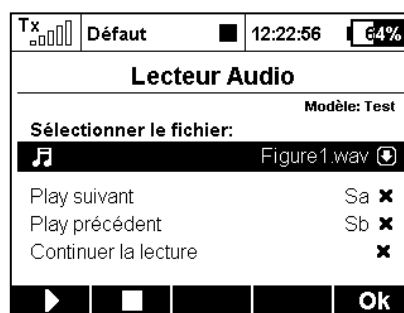 Tx Défaut 12:22:56 64%
Lecteur Audio
Modèle: Test
Sélectionner le fichier:
Figure1.wav
Play suivant Sa
Play précédent Sb
Continuer la lecture
Ok